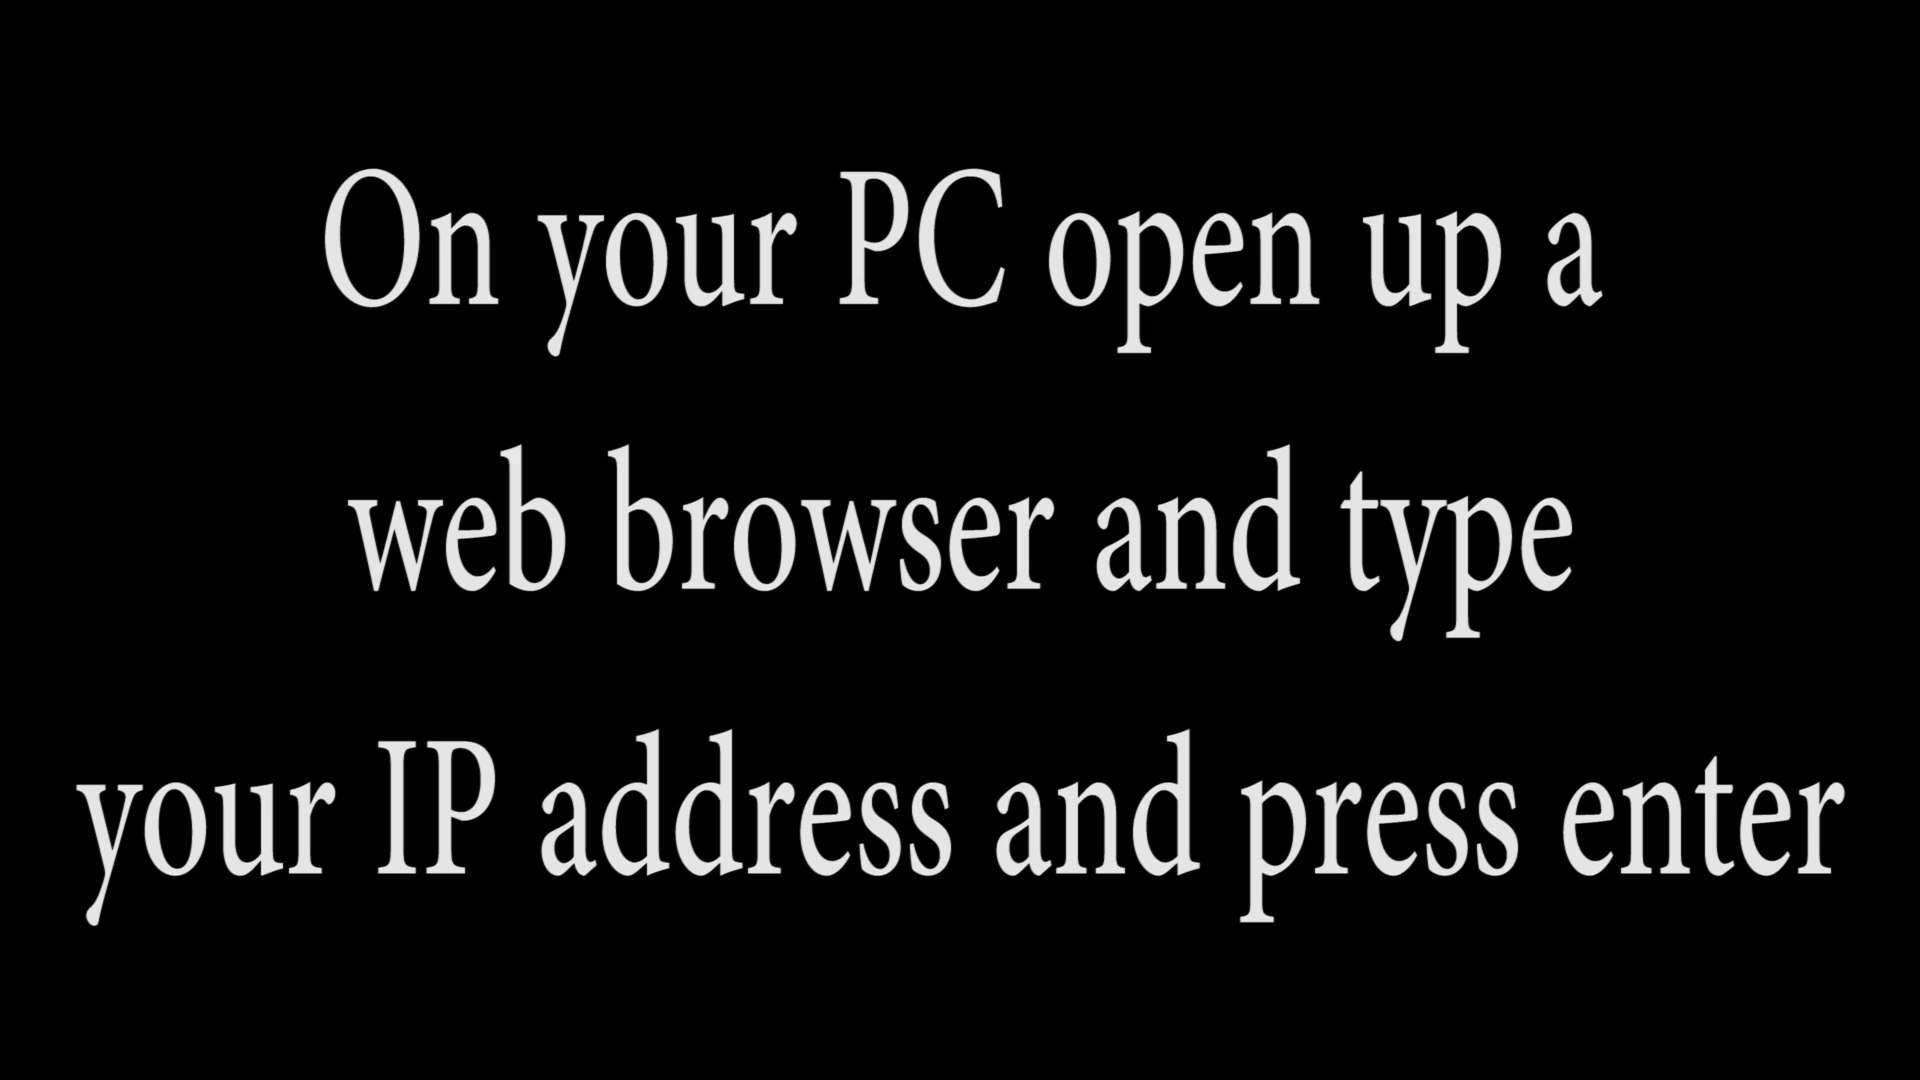 On your PC open up a
web browser and type
your IP address and press enter